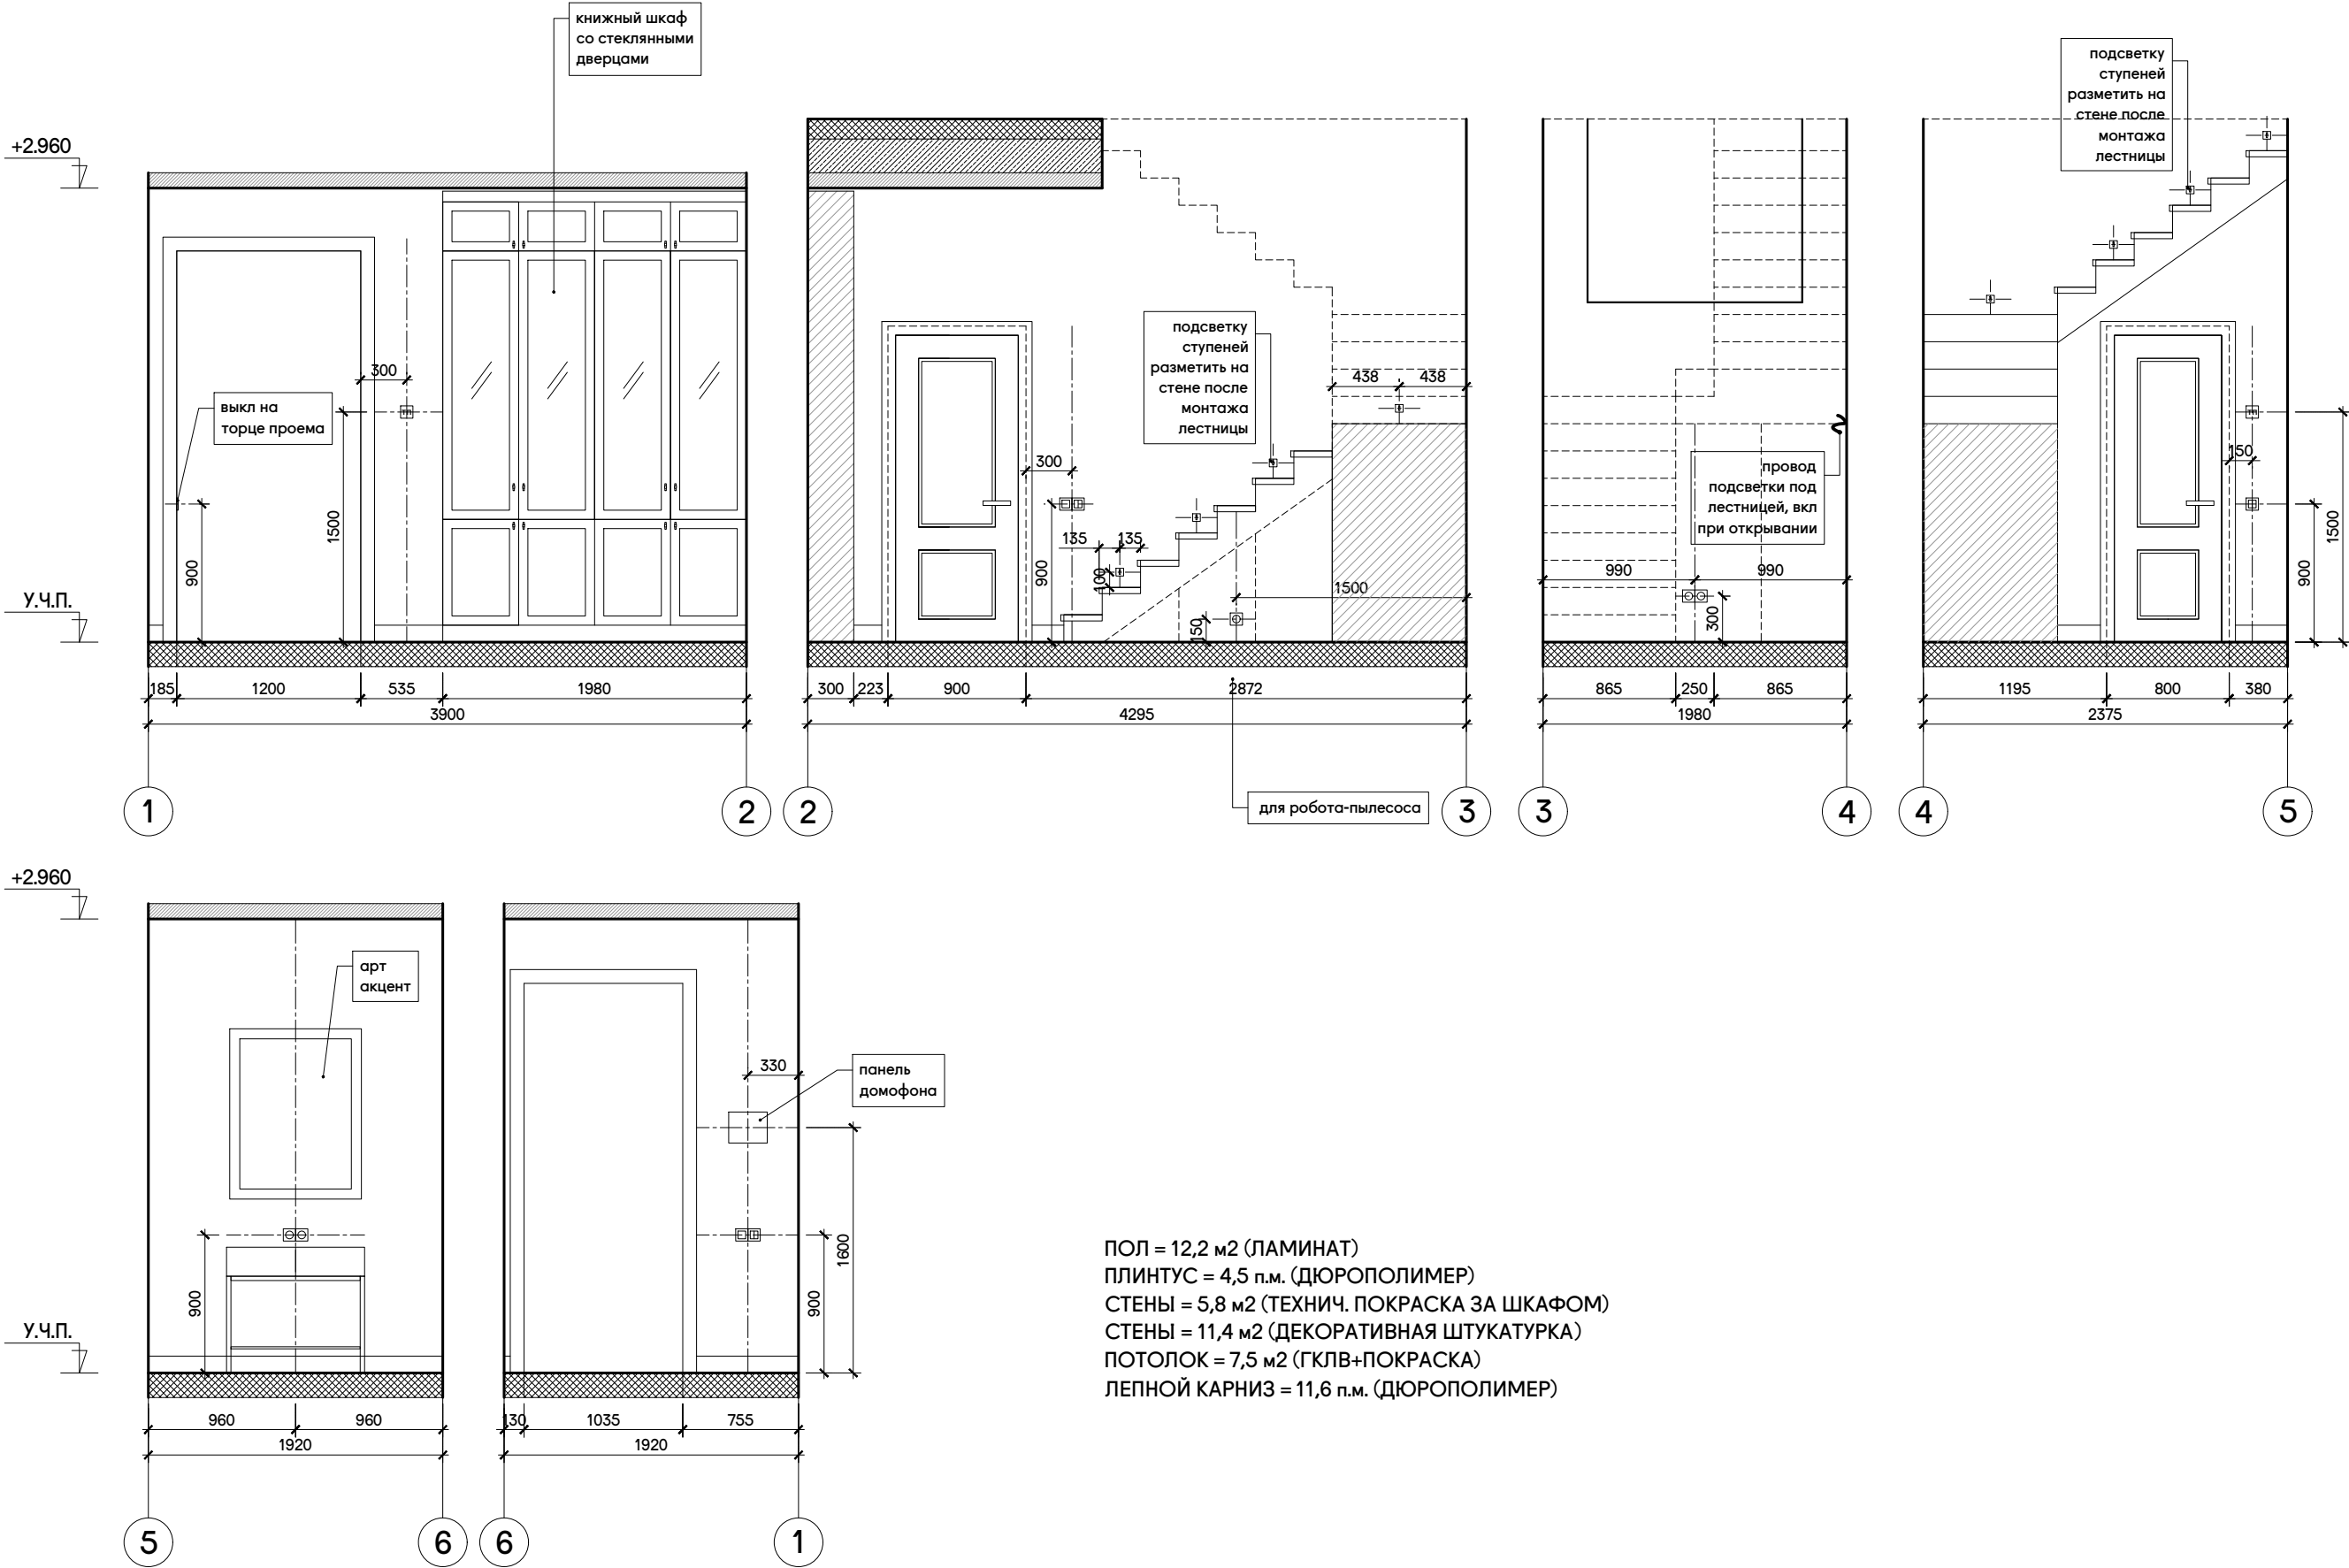 книжный шкаф
со стеклянными
дверцами
+2.960
У.Ч.П.
выкл на
торце проема
300
1500
900
185
1200
535
1980
3900
1
2
подсветку
ступеней
разметить на
стене после
монтажа
лестницы
438
438
300
900
135
135
100
150
1500
300
223
900
2872
4295
для робота-пылесоса
2
3
провод
подсветки под
лестницей, вкл
при открывании
990
990
300
865
250
865
1980
3
4
подсветку
ступеней
разметить на
стене после
монтажа
лестницы
150
900
1500
1195
800
380
2375
4
5
+2.960
У.Ч.П.
арт
акцент
900
960
960
1920
5
6
330
панель
домофона
1600
900
130
1035
755
1920
6
1
ПОЛ = 12,2 м2 (ЛАМИНАТ)
ПЛИНТУС = 4,5 п.м. (ДЮРОПОЛИМЕР)
СТЕНЫ = 5,8 м2 (ТЕХНИЧ. ПОКРАСКА ЗА ШКАФОМ)
СТЕНЫ = 11,4 м2 (ДЕКОРАТИВНАЯ ШТУКАТУРКА)
ПОТОЛОК = 7,5 м2 (ГКЛВ+ПОКРАСКА)
ЛЕПНОЙ КАРНИЗ = 11,6 п.м. (ДЮРОПОЛИМЕР)